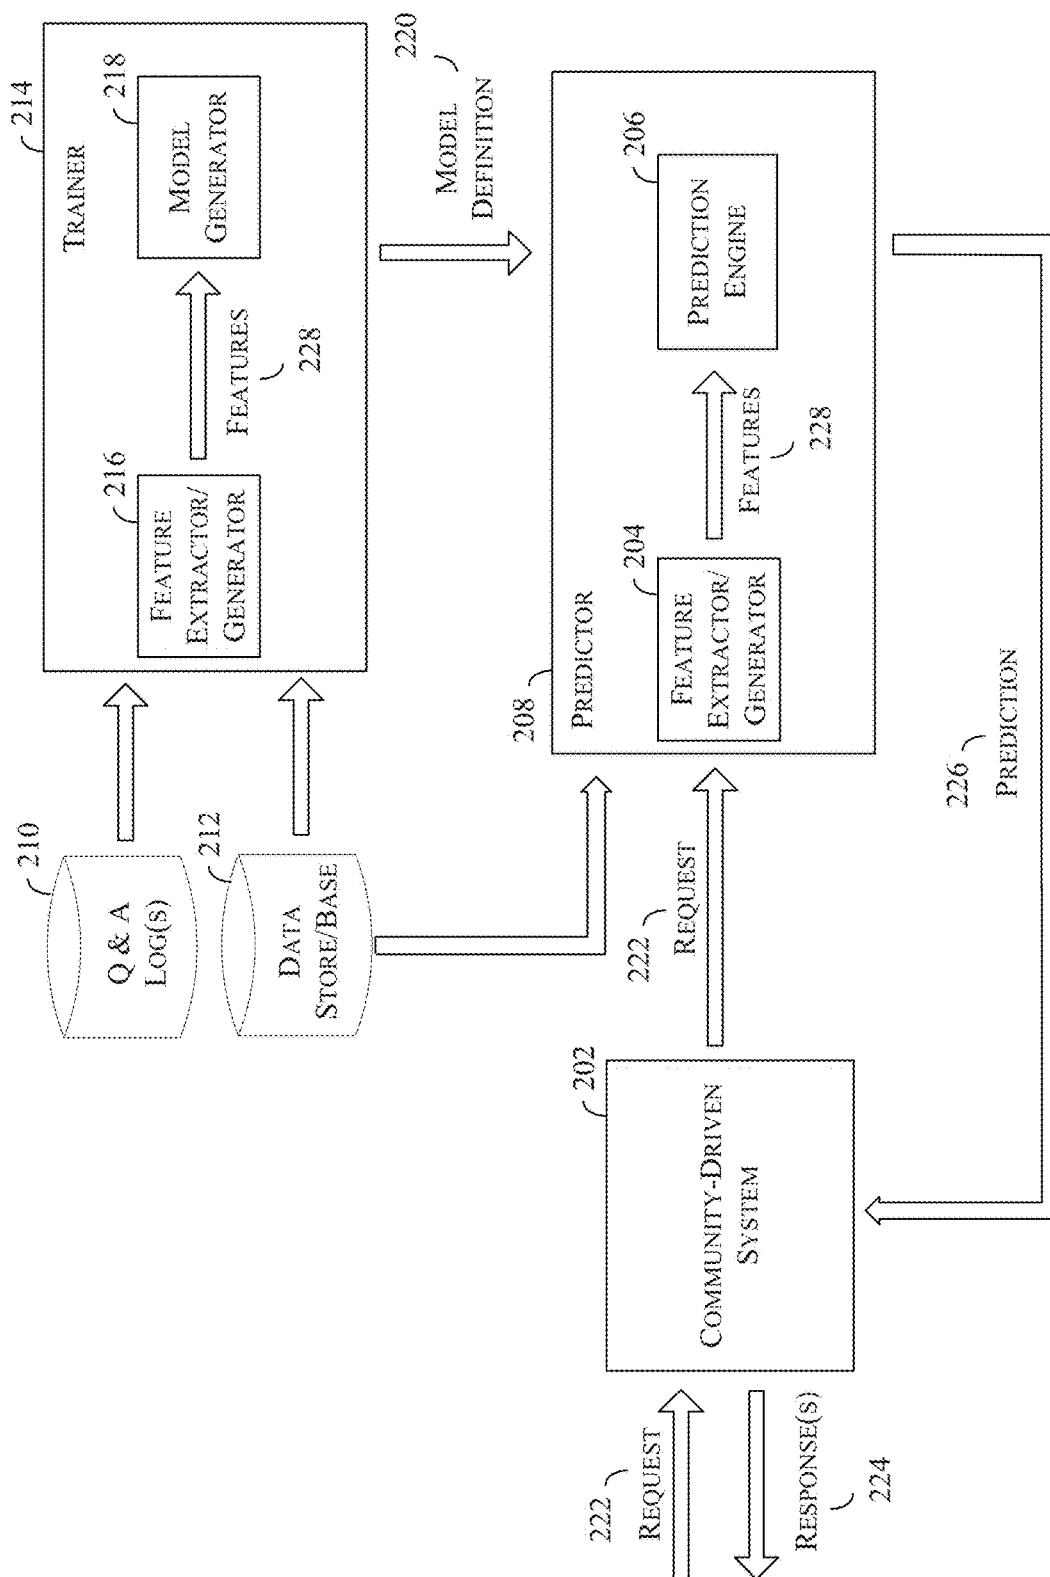 214
TRAINER
218
MODEL
GENERATOR
FEATURES
228
216
FEATURE
EXTRACTOR/
GENERATOR
210
Q & A
LOG(S)
212
DATA
STORE/BASE
220
MODEL
DEFINITION
208
PREDICTOR
206
PREDICTION
ENGINE
FEATURES
228
204
FEATURE
EXTRACTOR/
GENERATOR
222
REQUEST
226
PREDICTION
202
COMMUNITY-DRIVEN
SYSTEM
222
REQUEST
RESPONSE(S)
224